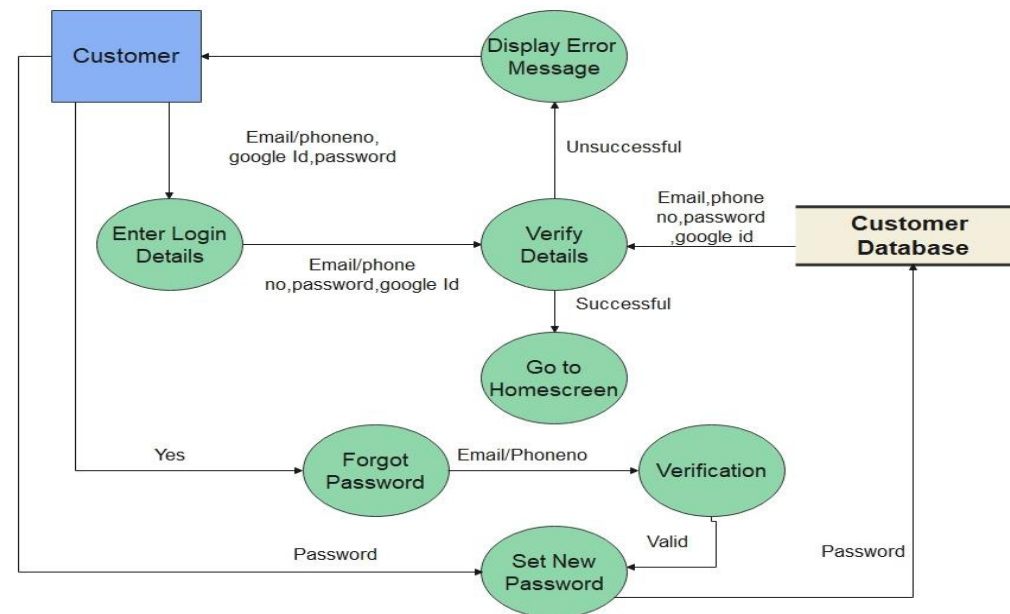 Customer
Display Error
Message
Email/phoneno,
google Id,password
Unsuccessful
Enter Login
Details
Email/phone
no,password,google Id
Verify
Details
Email,phone
no,password
,google id
Customer
Database
Successful
Go to
Homescreen
Yes
Forgot
Password
Email/Phoneno
Verification
Valid
Password
Set New
Password
Password